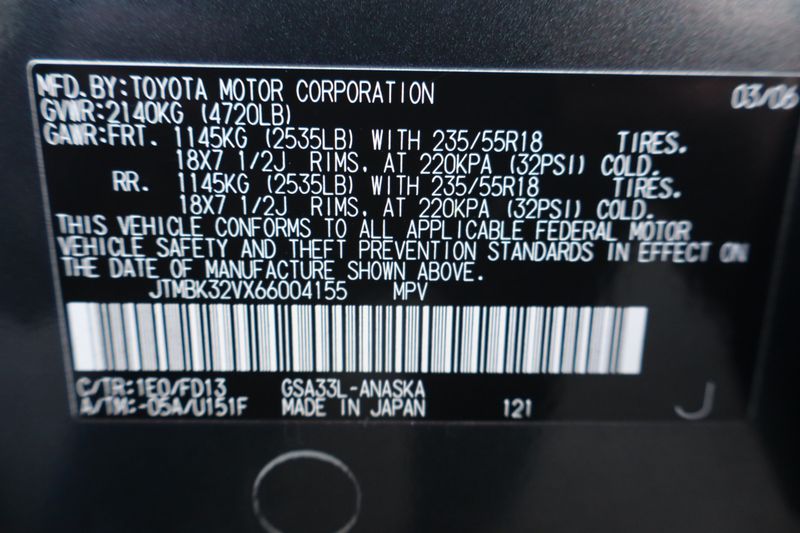 MFD.BY:TOYOTA MOTOR CORPORATION 03/06
GVWR:2140KG (4720LB)
GAWR:FRT. 1145KG (2535LB) WITH 235/55R18 TIRES.
18X7 1/2J RIMS, AT 220KPA (32PSI) COLD.
RR. 1145KG (2535LB) WITH 235/55R18 TIRES.
18X7 1/2J RIMS, AT 220KPA (32PSI) COLD.
THIS VEHICLE CONFORMS TO ALL APPLICABLE FEDERAL MOTOR
VEHICLE SAFETY AND THEFT PREVENTION STANDARDS IN EFFECT ON
THE DATE OF MANUFACTURE SHOWN ABOVE.
JTMBK32VX66004155 MPV
C/TR:1E0/FD13 GSA33L-ANASKA
A/TM:-05A/U151F MADE IN JAPAN 121 J